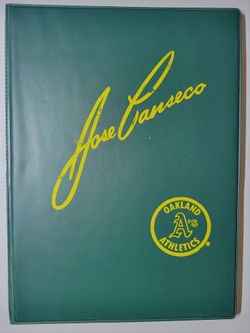 Jose Canseco
OAKLAND
A's
ATHLETICS
®